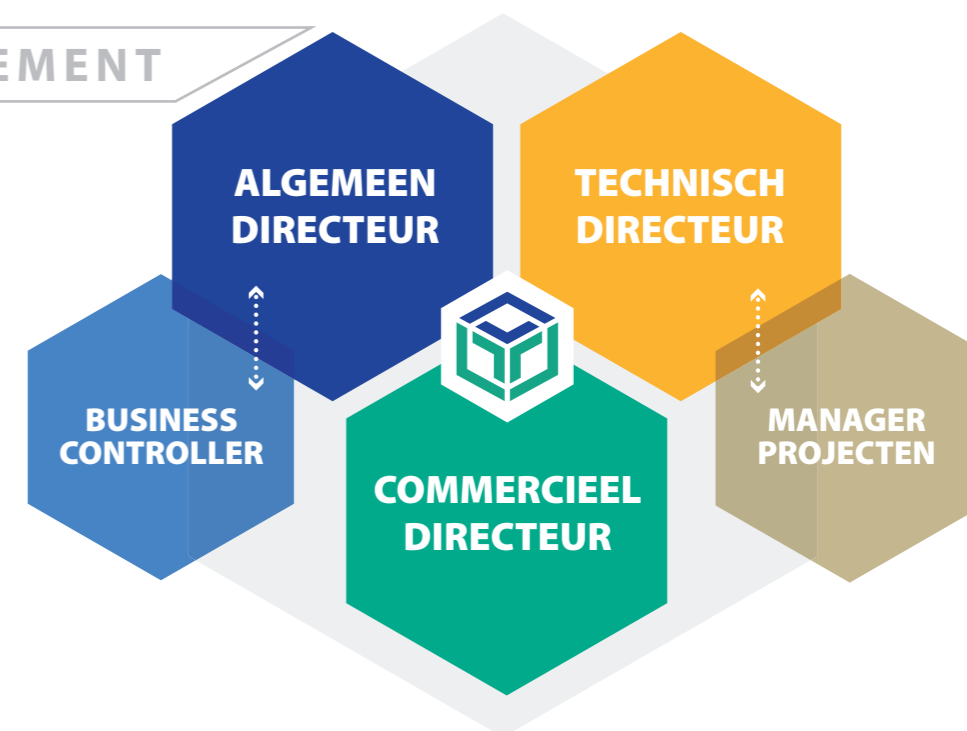 EMENT
ALGEMEEN
DIRECTEUR
TECHNISCH
DIRECTEUR
BUSINESS
CONTROLLER
MANAGER
PROJECTEN
COMMERCIEEL
DIRECTEUR